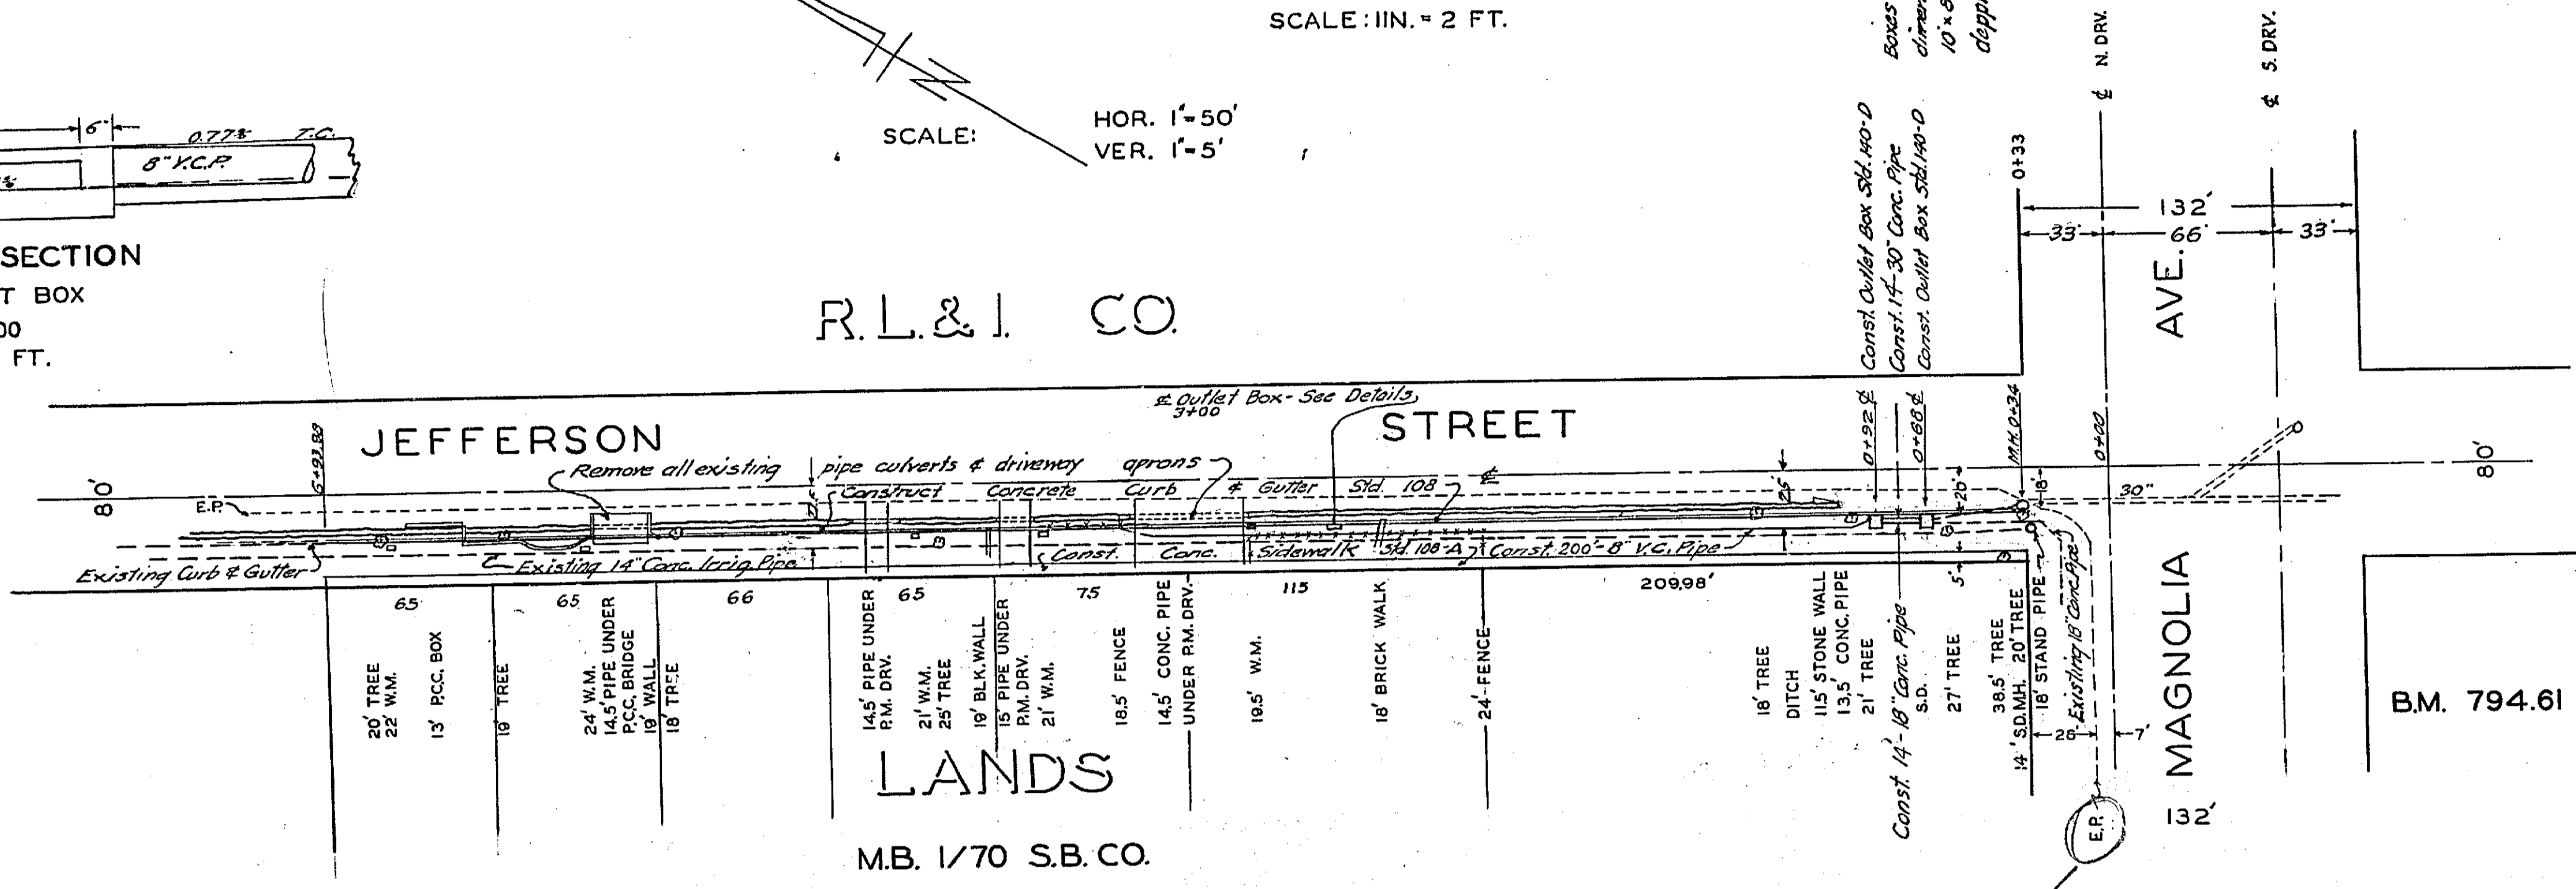 SCALE: 1IN. = 2 FT.
Boxes
10'x8
N. DRV.
S. DRV.
SCALE:
HOR. 1"=50'
VER. 1"=5'
6"
0.77%
T.C.
8" V.C.P.
SECTION
T BOX
00
FT.
R.L.& I. CO.
Const. Outlet Box Std. 140-D
Const. 14'-30" Conc. Pipe
Const. Outlet Box Std. 140-D
0+33
132'
33'
66'
33'
AVE.
℄ Outlet Box - See Details
3+00
JEFFERSON STREET
6+93.98
0+92 ℄
0+68 ℄
M.H. 0+34
0+00
80'
80'
Remove all existing pipe culverts & driveway aprons
E.P.
Construct Concrete Curb & Gutter Std. 108
℄
20'
18'
30"
Existing Curb & Gutter
Existing 14" Conc. Irrig. Pipe
Const. Conc. Sidewalk Std. 108-A
Const. 200'-8" V.C. Pipe
5'
65
65
66
65
75
115
209.98'
20' TREE
22' W.M.
13' P.C.C. BOX
19' TREE
24' W.M.
14.5' PIPE UNDER
P.C.C. BRIDGE
19' WALL
18' TREE
14.5' PIPE UNDER
P.M. DRV.
21' W.M.
25' TREE
19' BLK. WALL
15' PIPE UNDER
P.M. DRV.
21' W.M.
18.5' FENCE
14.5' CONC. PIPE
UNDER P.M. DRV.
19.5' W.M.
18' BRICK WALK
24' FENCE
18' TREE
DITCH
11.5' STONE WALL
13.5' CONC. PIPE
21' TREE
Const. 14'-18" Conc. Pipe
S.D.
27' TREE
38.5' TREE
14' S.D.M.H. 20' TREE
18' STAND PIPE
Existing 18" Conc. Pipe
26
7'
E.P.
MAGNOLIA
132'
B.M. 794.61
LANDS
M.B. 1/70 S.B. CO.